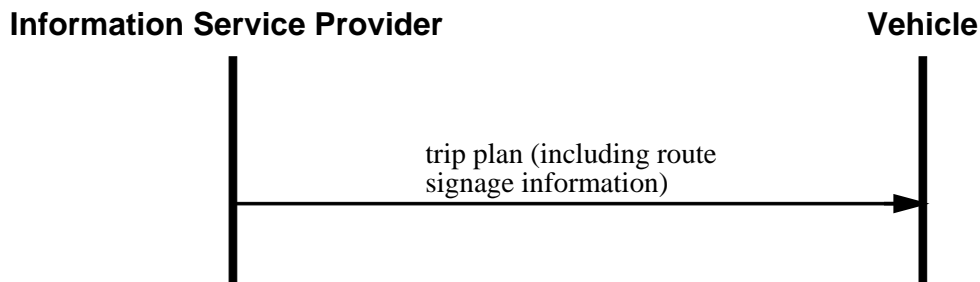 Information Service Provider
Vehicle
trip plan (including route
signage information)